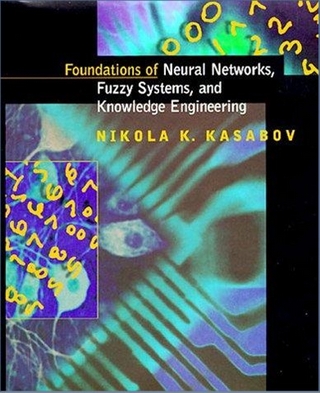 Foundations of Neural Networks,
Fuzzy Systems, and
Knowledge Engineering
NIKOLA K. KASABOV